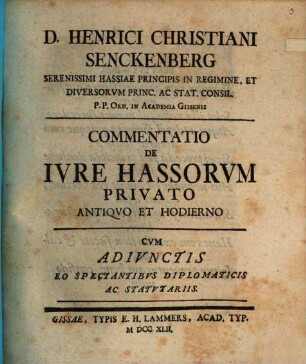 D. HENRICI CHRISTIANI
SENCKENBERG
SERENISSIMI HASSIAE PRINCIPIS IN REGIMINE, ET
DIVERSORVM PRINC. AC STAT. CONSIL.
P. P. ORD. IN ACADEMIA GISSENSI
COMMENTATIO
DE
IVRE HASSORVM
PRIVATO
ANTIQVO ET HODIERNO
CVM
ADIVNCTIS
EO SPECTANTIBVS DIPLOMATICIS
AC STATVTARIIS.
GISSAE, TYPIS E. H. LAMMERS, ACAD. TYP.
M DCC XLII.